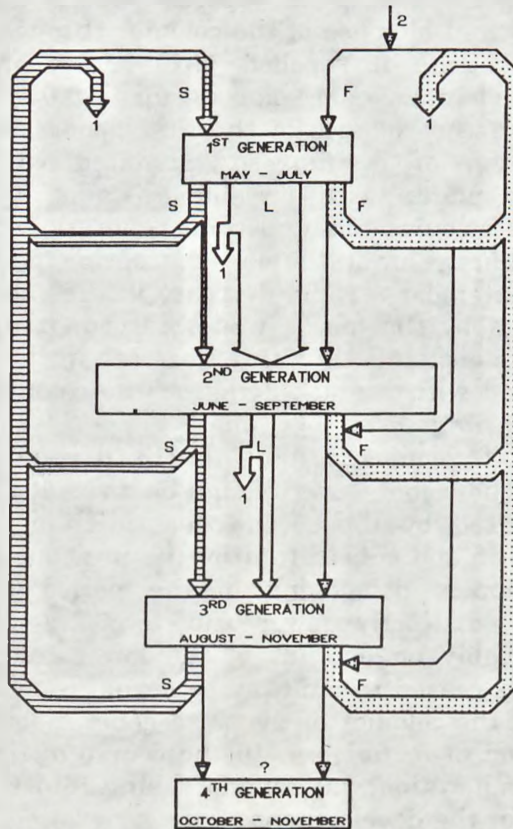 2
S
F
1
1
1ST GENERATION
MAY – JULY
S
L
F
1
2ND GENERATION
JUNE – SEPTEMBER
S
L
F
1
3RD GENERATION
AUGUST – NOVEMBER
S
F
?
4TH GENERATION
OCTOBER – NOVEMBER